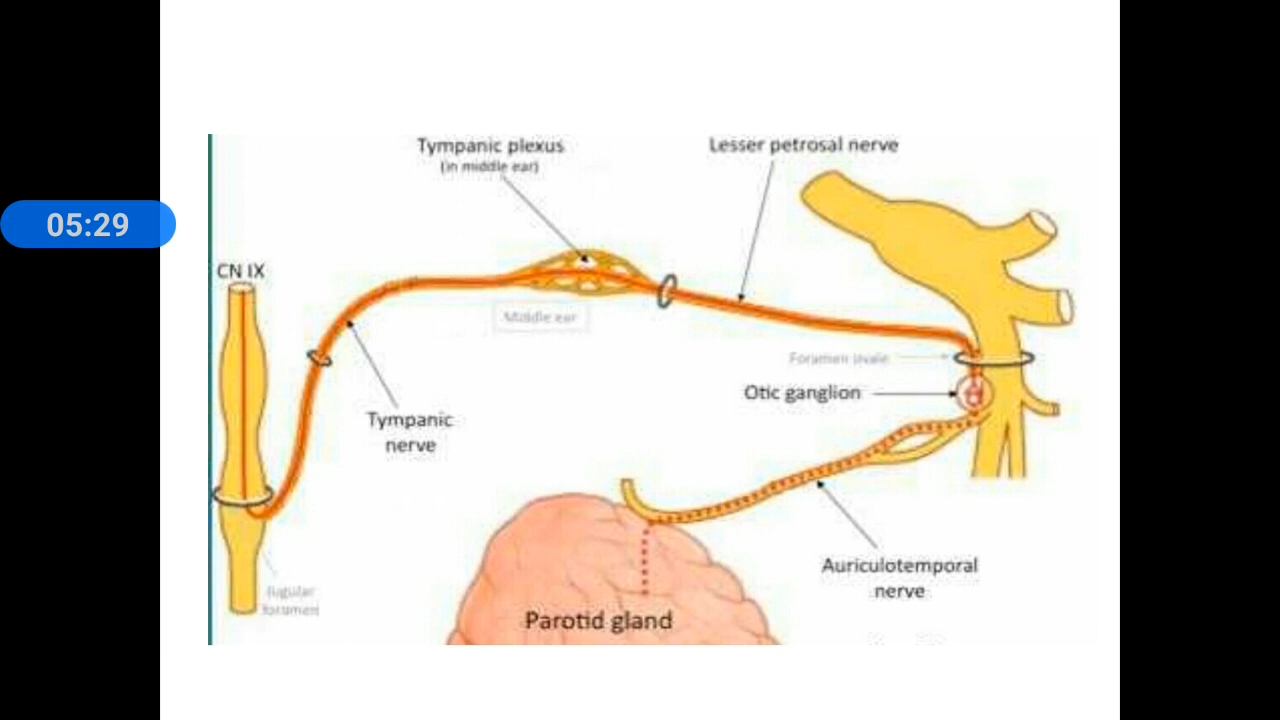 Tympanic plexus
(in middle ear)
Lesser petrosal nerve
05:29
CN IX
Middle ear
Foramen ovale
Otic ganglion
Tympanic
nerve
Auriculotemporal
nerve
Jugular
foramen
Parotid gland